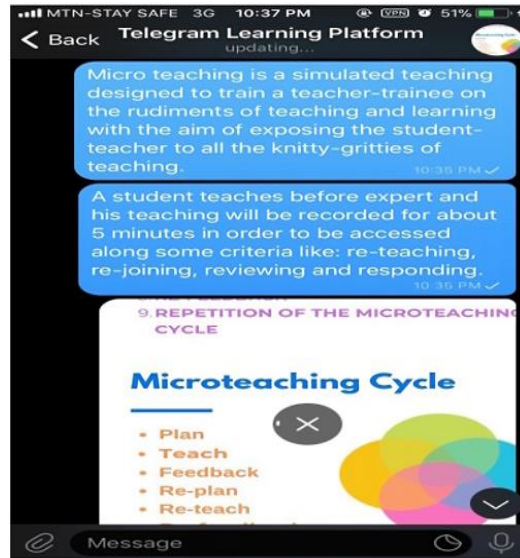 MTN-STAY SAFE 3G 10:37 PM VPN 51%
Back Telegram Learning Platform
updating...
Micro teaching is a simulated teaching
designed to train a teacher-trainee on
the rudiments of teaching and learning
with the aim of exposing the student-
teacher to all the knitty-gritties of
teaching.
10:35 PM
A student teaches before expert and
his teaching will be recorded for about
5 minutes in order to be accessed
along some criteria like: re-teaching,
re-joining, reviewing and responding.
10:35 PM
9. REPETITION OF THE MICROTEACHING
CYCLE
Microteaching Cycle
• Plan
• Teach
• Feedback
• Re-plan
• Re-teach
Message